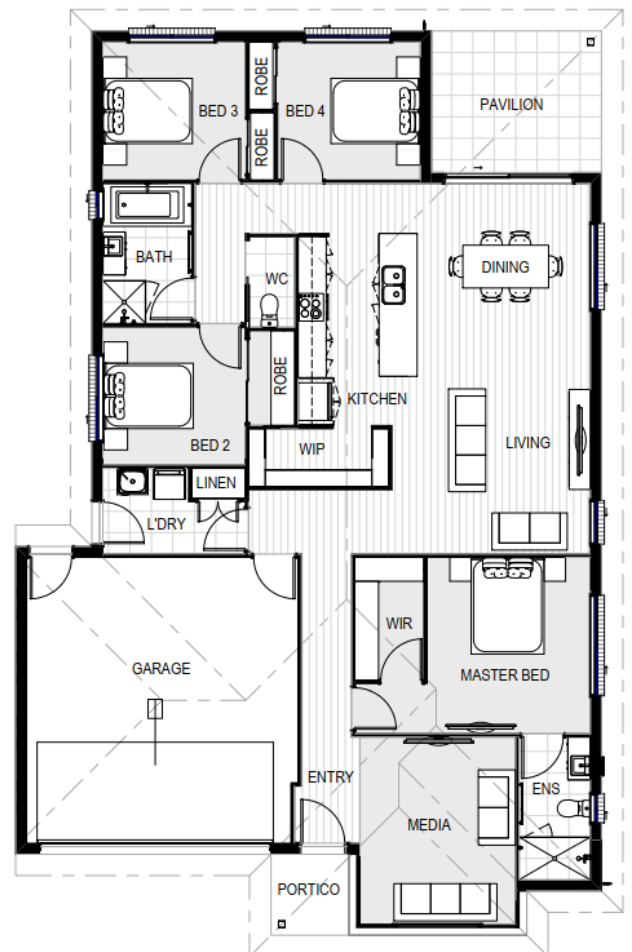 ROBE
BED 3
BED 4
ROBE
PAVILION
BATH
WC
DINING
ROBE
KITCHEN
BED 2
WIP
LIVING
LINEN
L'DRY
WIR
GARAGE
MASTER BED
ENTRY
ENS
MEDIA
PORTICO